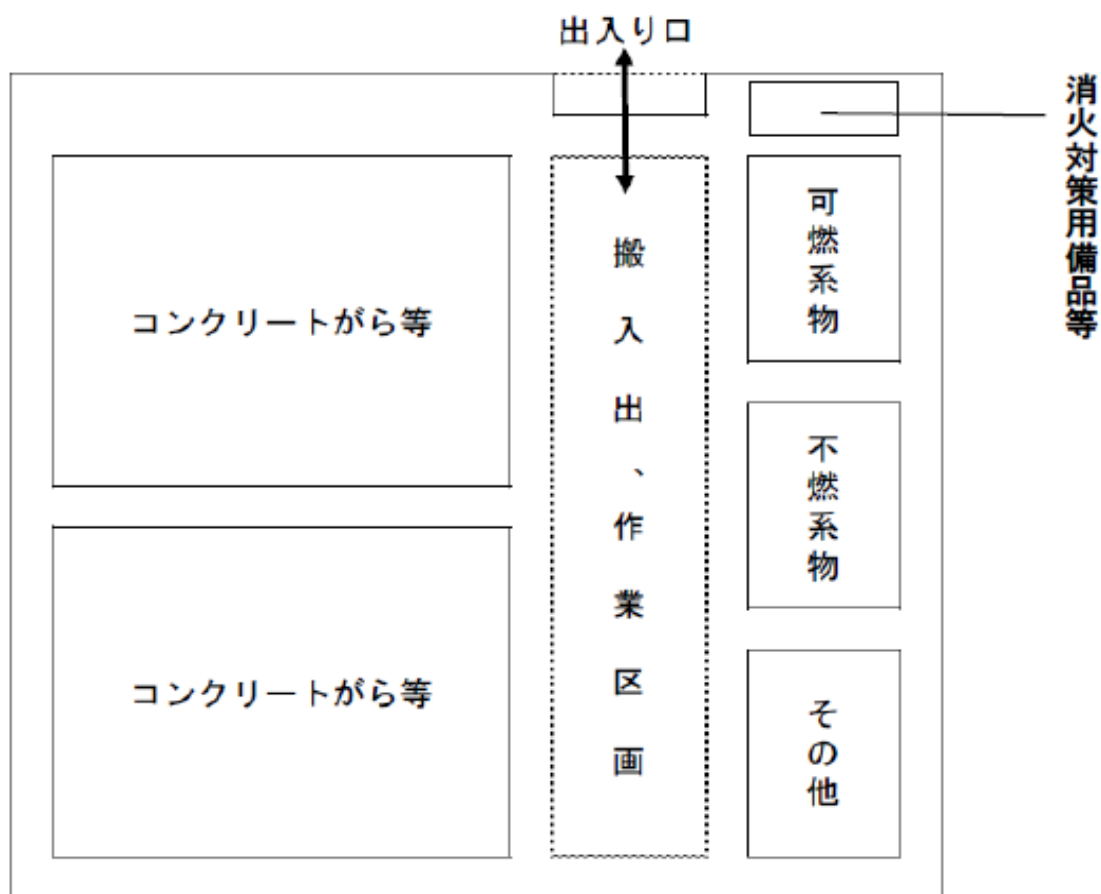 出入り口
消火対策用備品等
コンクリートがら等
コンクリートがら等
搬入出、作業区画
可燃系物
不燃系物
その他